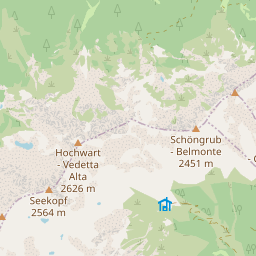 Hochwart
- Vedetta
Alta
2626 m
Schöngrub
- Belmonte
2451 m
Seekopf
2564 m